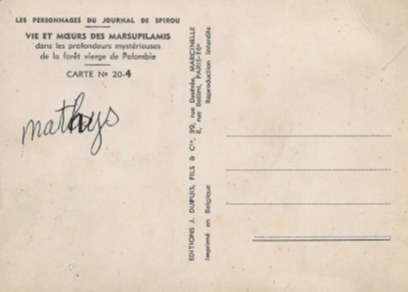 LES PERSONNAGES DU JOURNAL DE SPIROU
VIE ET MŒURS DES MARSUPILAMIS
dans les profondeurs mystérieuses
de la forêt vierge de Palombie
CARTE N° 20-4
mathys
EDITIONS J. DUPUIS, FILS & Cie, 39, rue Destrée, MARCINELLE
8, rue Bellini, PARIS-16e
Imprimé en Belgique Reproduction interdite